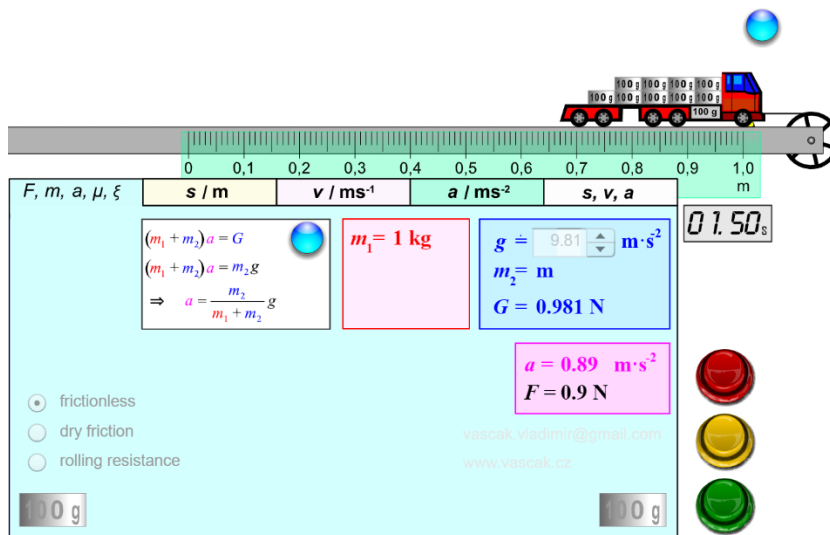 100 g 100 g 100 g 100 g
100 g 100 g 100 g 100 g 100 g
100 g
0 0,1 0,2 0,3 0,4 0,5 0,6 0,7 0,8 0,9 1,0
m
F, m, a, μ, ξ s / m v / ms⁻¹ a / ms⁻² s, v, a
01.50s
(m₁ + m₂)a = G
(m₁ + m₂)a = m₂g
⇒ a = m₂/(m₁ + m₂) g
m₁= 1 kg
g ≐ 9.81 m·s⁻²
m₂= m
G = 0.981 N
a = 0.89 m·s⁻²
F = 0.9 N
frictionless
dry friction
rolling resistance
vascak.vladimir@gmail.com
www.vascak.cz
100 g 100 g